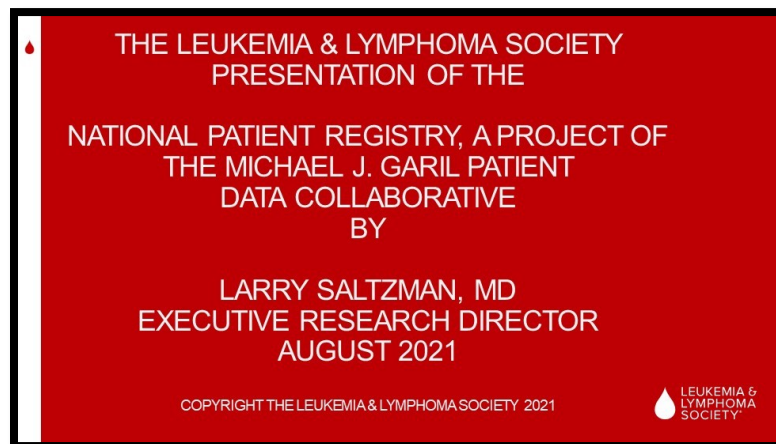 THE LEUKEMIA & LYMPHOMA SOCIETY
PRESENTATION OF THE
NATIONAL PATIENT REGISTRY, A PROJECT OF
THE MICHAEL J. GARIL PATIENT
DATA COLLABORATIVE
BY
LARRY SALTZMAN, MD
EXECUTIVE RESEARCH DIRECTOR
AUGUST 2021
COPYRIGHT THE LEUKEMIA & LYMPHOMA SOCIETY 2021
LEUKEMIA &
LYMPHOMA
SOCIETY®